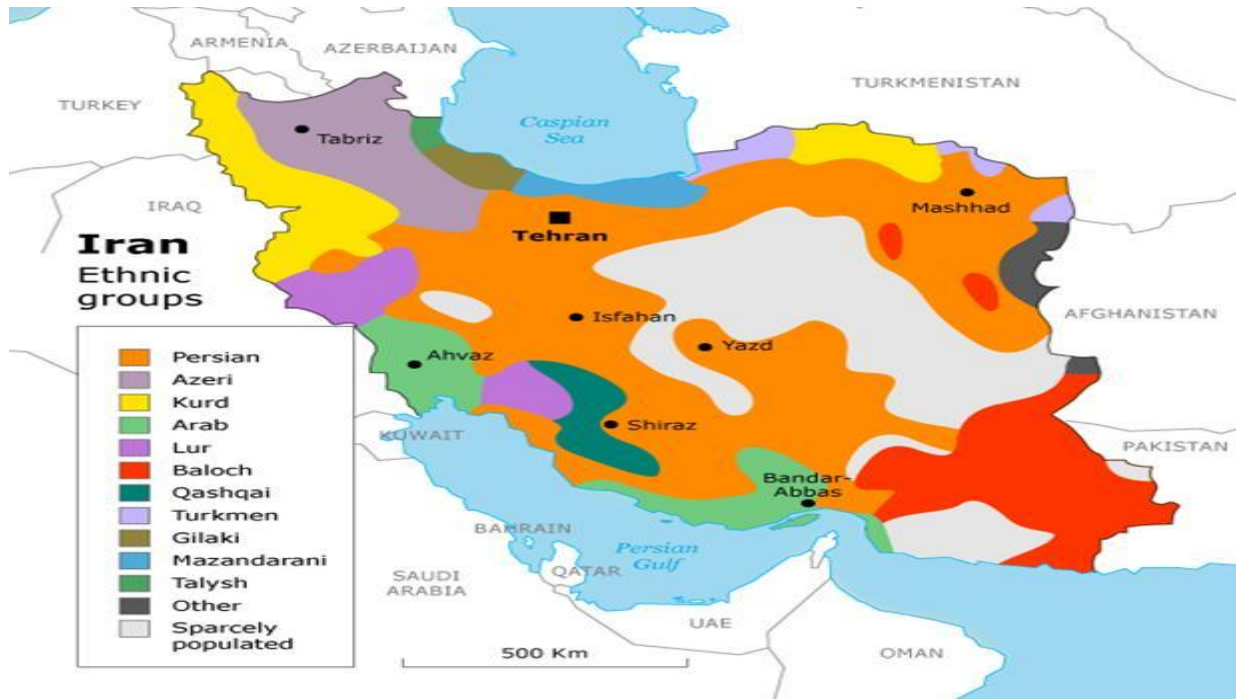 ARMENIA
AZERBAIJAN
TURKEY
TURKMENISTAN
Caspian
Sea
Tabriz
IRAQ
Mashhad
Iran
Ethnic
groups
Tehran
Isfahan
AFGHANISTAN
Yazd
Ahvaz
Shiraz
KUWAIT
PAKISTAN
Bandar-
Abbas
BAHRAIN
Persian
Gulf
QATAR
SAUDI
ARABIA
UAE
OMAN
500 Km
Persian
Azeri
Kurd
Arab
Lur
Baloch
Qashqai
Turkmen
Gilaki
Mazandarani
Talysh
Other
Sparcely
populated